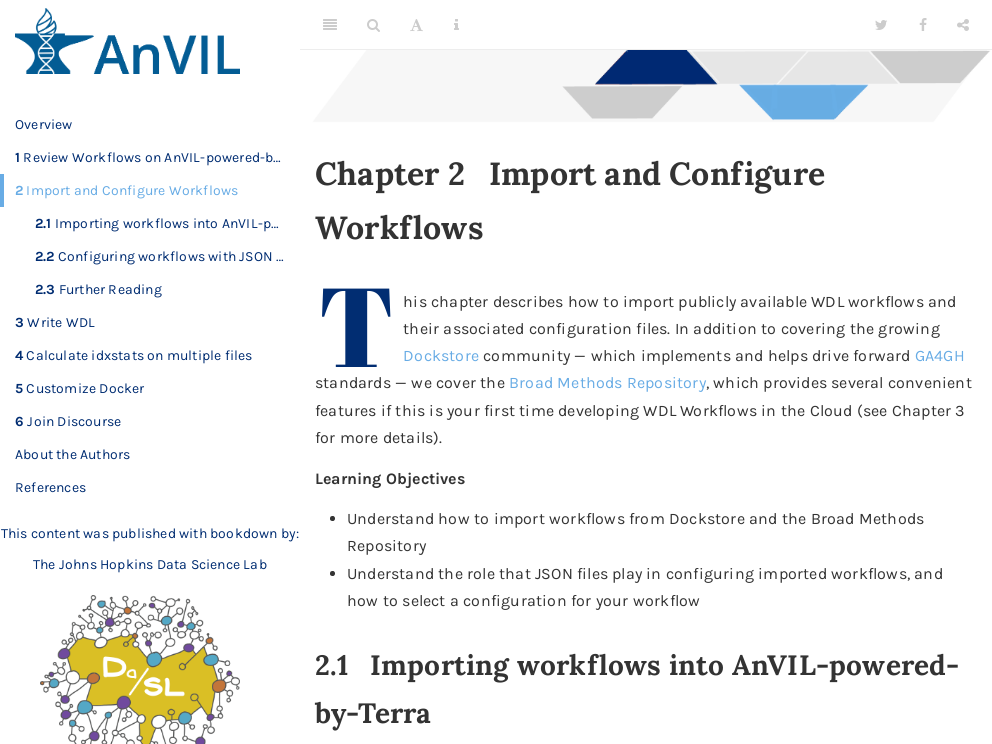 AnVIL
Overview
1 Review Workflows on AnVIL-powered-b...
2 Import and Configure Workflows
2.1 Importing workflows into AnVIL-p...
2.2 Configuring workflows with JSON ...
2.3 Further Reading
3 Write WDL
4 Calculate idxstats on multiple files
5 Customize Docker
6 Join Discourse
About the Authors
References
This content was published with bookdown by:
The Johns Hopkins Data Science Lab
Da/SL
A
Chapter 2 Import and Configure
Workflows
This chapter describes how to import publicly available WDL workflows and
their associated configuration files. In addition to covering the growing
Dockstore community — which implements and helps drive forward GA4GH
standards — we cover the Broad Methods Repository, which provides several convenient
features if this is your first time developing WDL Workflows in the Cloud (see Chapter 3
for more details).
Learning Objectives
• Understand how to import workflows from Dockstore and the Broad Methods
Repository
• Understand the role that JSON files play in configuring imported workflows, and
how to select a configuration for your workflow
2.1 Importing workflows into AnVIL-powered-
by-Terra